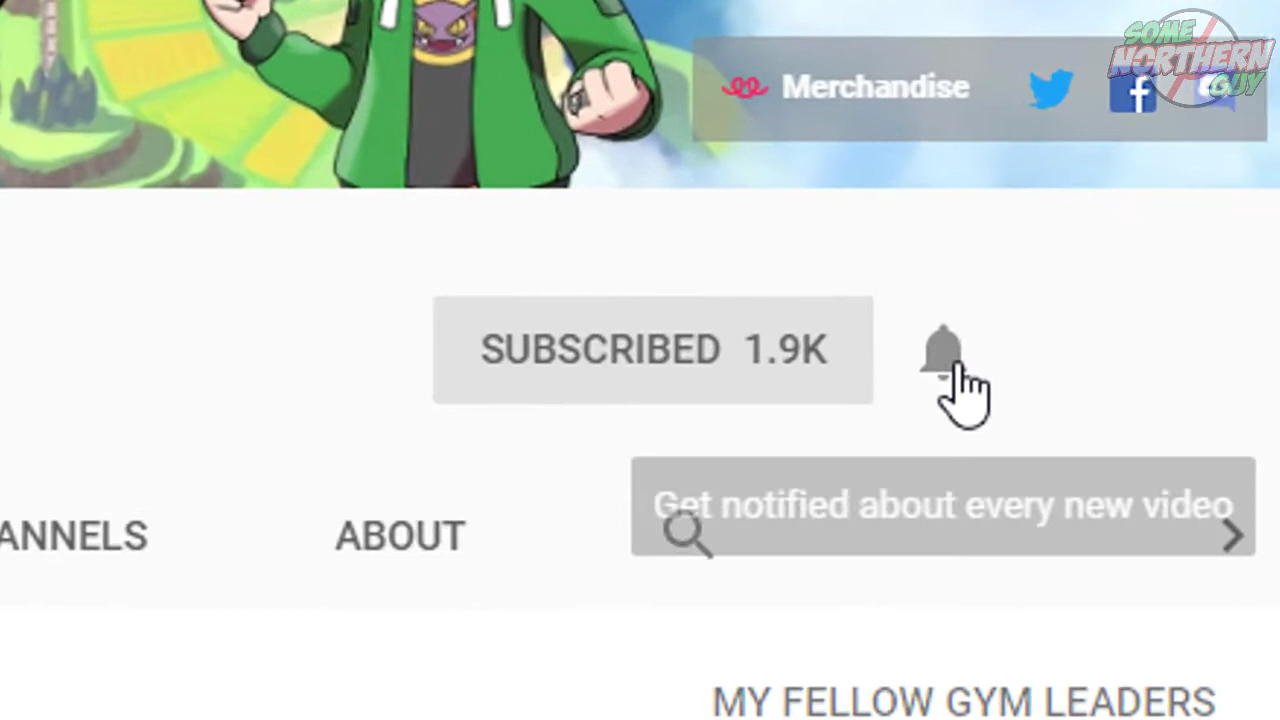 SOME
NORTHERN
GUY
Merchandise
SUBSCRIBED 1.9K
Get notified about every new video
ANNELS
ABOUT
MY FELLOW GYM LEADERS